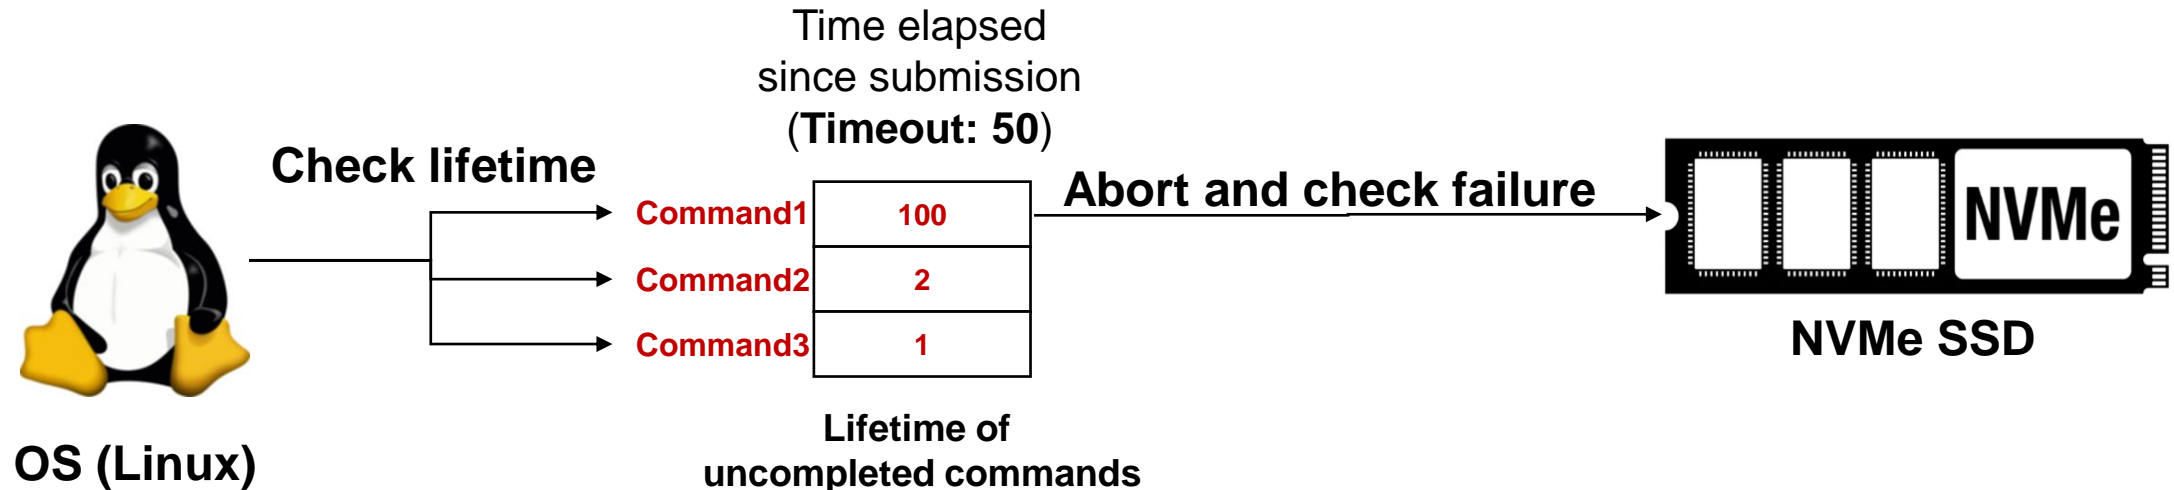 Time elapsed
since submission
(Timeout: 50)
Check lifetime
Abort and check failure
Command1 100
Command2 2
Command3 1
NVMe
NVMe SSD
Lifetime of
uncompleted commands
OS (Linux)